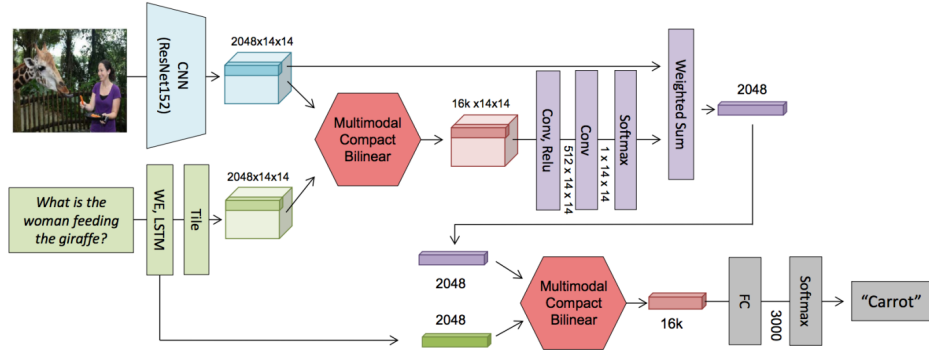 CNN
(ResNet152)
2048x14x14
Multimodal
Compact
Bilinear
16k x14x14
Conv, Relu
512 x 14 x 14
Conv
1 x 14 x 14
Softmax
Weighted Sum
2048
What is the
woman feeding
the giraffe?
WE, LSTM
Tile
2048x14x14
2048
2048
Multimodal
Compact
Bilinear
16k
FC
3000
Softmax
“Carrot”